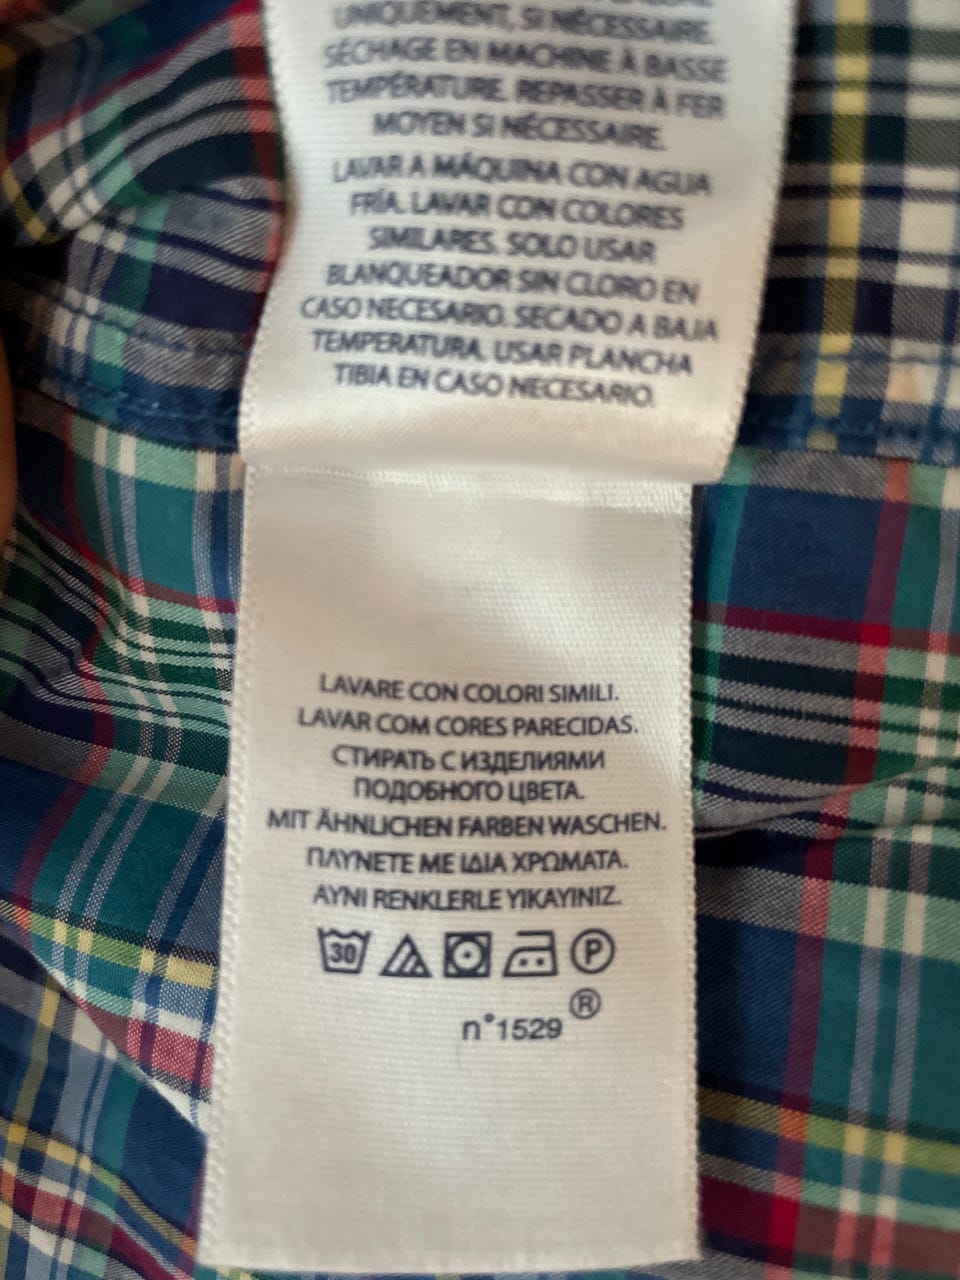 UNIQUEMENT, SI NÉCESSAIRE.
SÉCHAGE EN MACHINE À BASSE
TEMPÉRATURE. REPASSER À FER
MOYEN SI NÉCESSAIRE.
LAVAR A MÁQUINA CON AGUA
FRÍA. LAVAR CON COLORES
SIMILARES. SOLO USAR
BLANQUEADOR SIN CLORO EN
CASO NECESARIO. SECADO A BAJA
TEMPERATURA. USAR PLANCHA
TIBIA EN CASO NECESARIO.
LAVARE CON COLORI SIMILI.
LAVAR COM CORES PARECIDAS.
СТИРАТЬ С ИЗДЕЛИЯМИ
ПОДОБНОГО ЦВЕТА.
MIT ÄHNLICHEN FARBEN WASCHEN.
ΠΛΥΝΕΤΕ ΜΕ ΙΔΙΑ ΧΡΩΜΑΤΑ.
AYNI RENKLERLE YIKAYINIZ.
30 P
®
n°1529